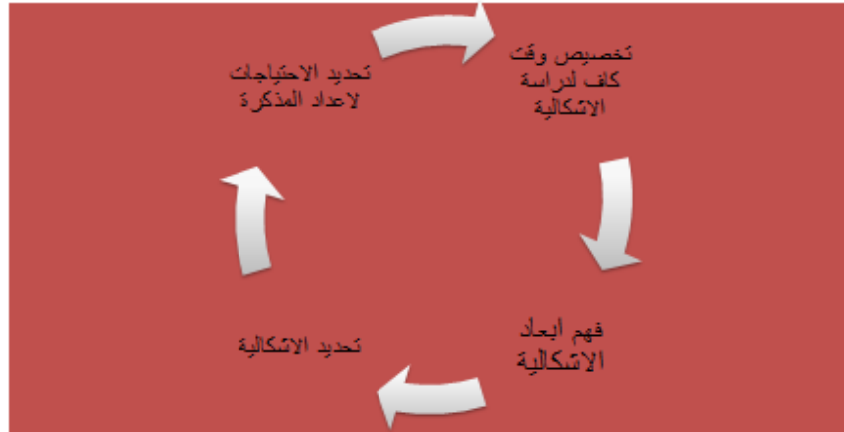 تخصيص وقت
كاف لدراسة
الاشكالية
فهم أبعاد
الاشكالية
تحديد الاشكالية
تحديد الاحتياجات
لاعداد المذكرة